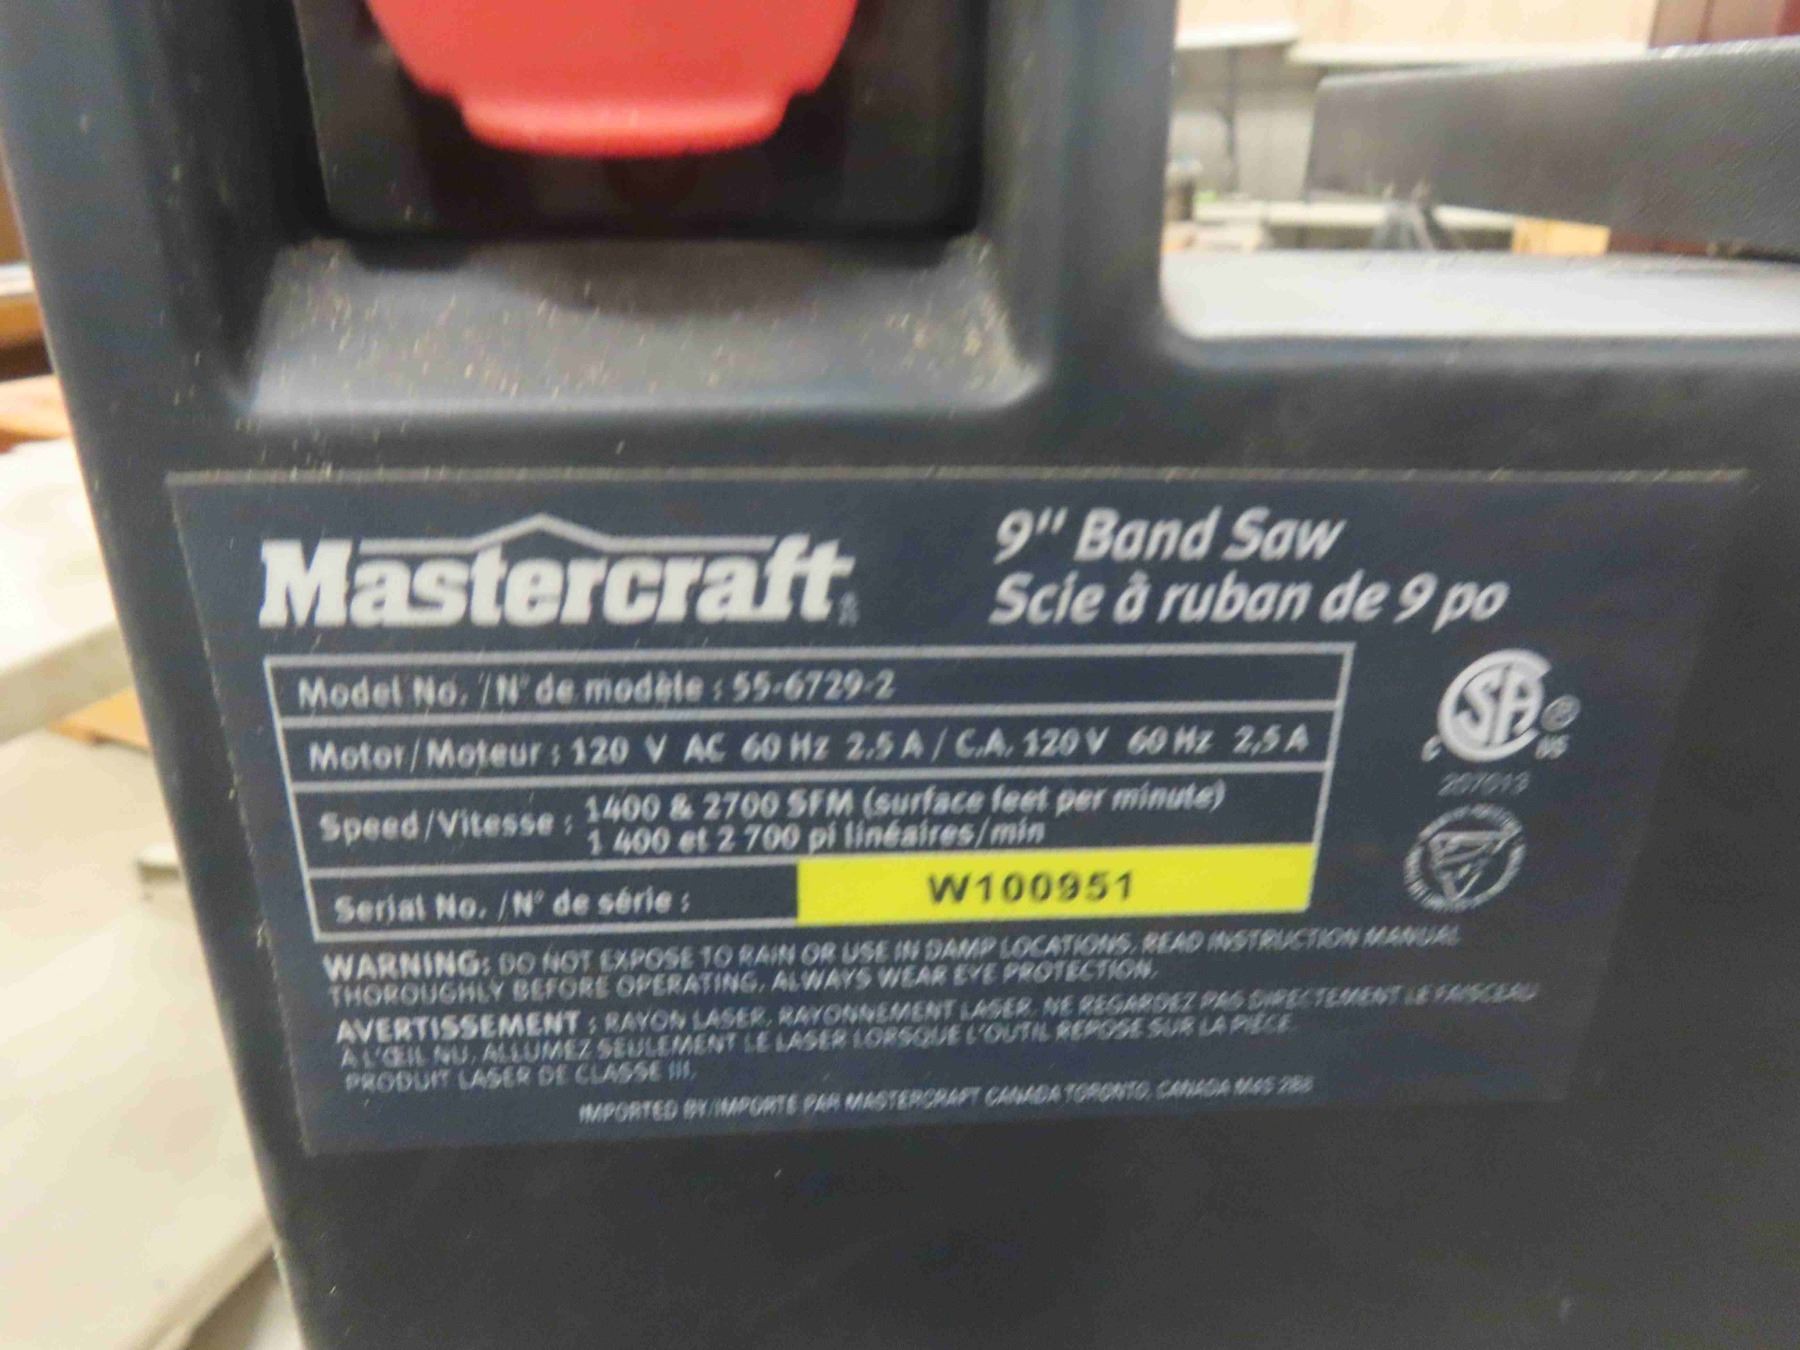 Mastercraft®
9" Band Saw
Scie à ruban de 9 po
Model No. /N° de modèle : 55-6729-2
Motor/Moteur : 120 V AC 60 Hz 2.5 A / C.A. 120 V 60 Hz 2,5 A
Speed/Vitesse : 1400 & 2700 SFM (surface feet per minute)
1 400 et 2 700 pi linéaires/min
Serial No. /N° de série : W100951
CSA®
C US
207013
WARNING: DO NOT EXPOSE TO RAIN OR USE IN DAMP LOCATIONS. READ INSTRUCTION MANUAL
THOROUGHLY BEFORE OPERATING. ALWAYS WEAR EYE PROTECTION.
AVERTISSEMENT : RAYON LASER. RAYONNEMENT LASER. NE REGARDEZ PAS DIRECTEMENT LE FAISCEAU
À L'ŒIL NU. ALLUMEZ SEULEMENT LE LASER LORSQUE L'OUTIL REPOSE SUR LA PIÈCE.
PRODUIT LASER DE CLASSE III.
IMPORTED BY/IMPORTÉ PAR MASTERCRAFT CANADA TORONTO, CANADA M4S 2B8